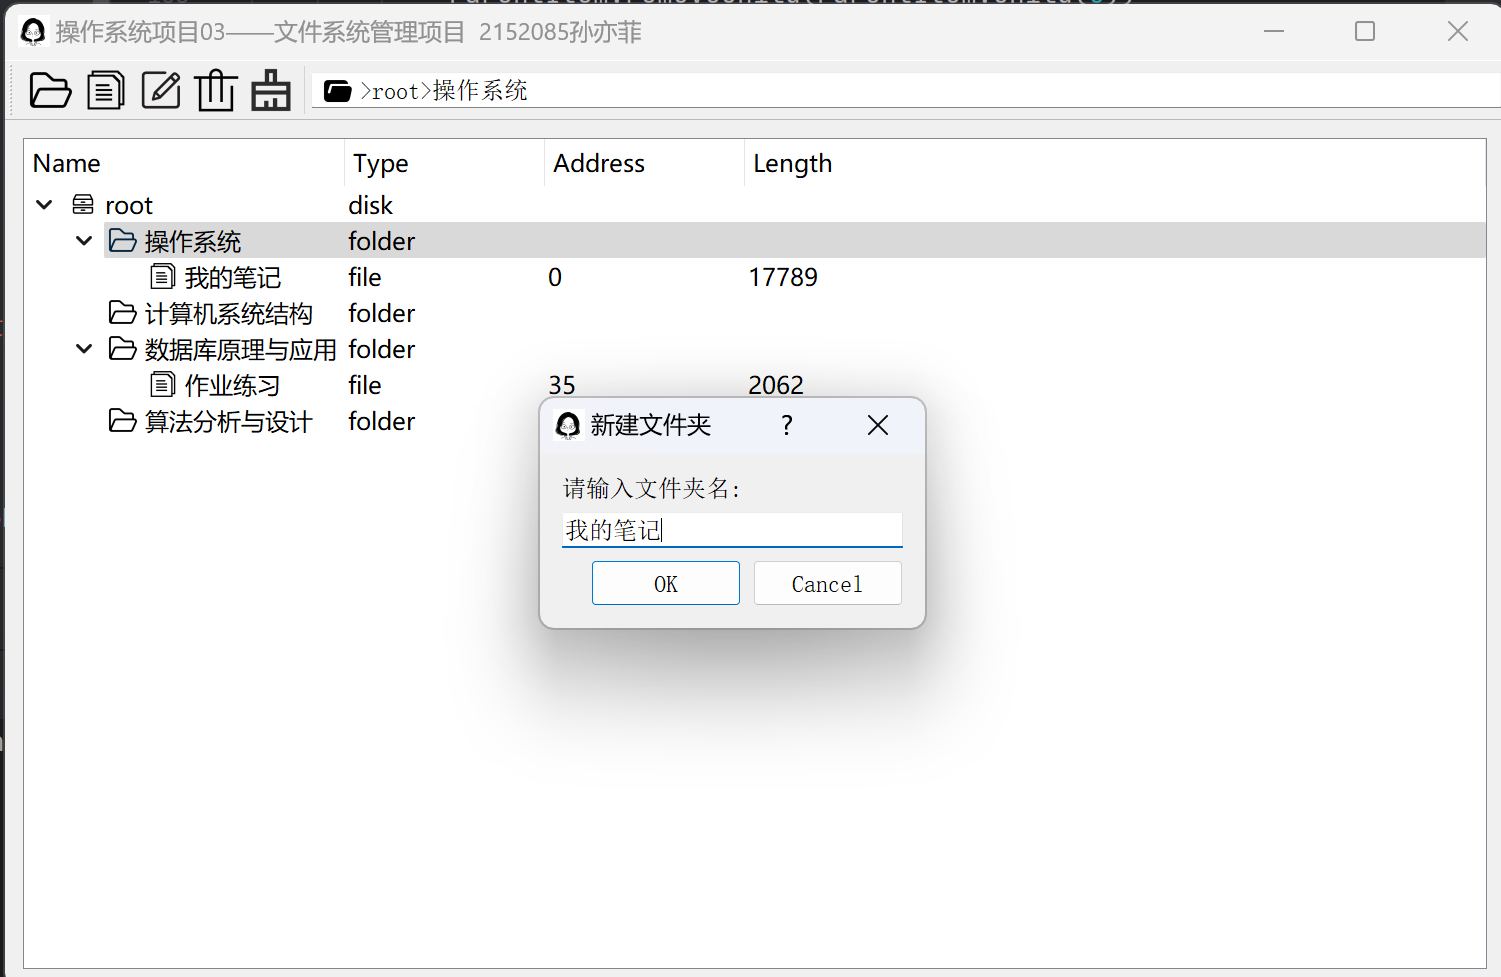 操作系统项目03——文件系统管理项目 2152085孙亦菲
>root>操作系统
Name Type Address Length
root disk
操作系统 folder
我的笔记 file 0 17789
计算机系统结构 folder
数据库原理与应用 folder
作业练习 file 35 2062
算法分析与设计 folder
新建文件夹 ?
请输入文件夹名:
我的笔记
OK Cancel